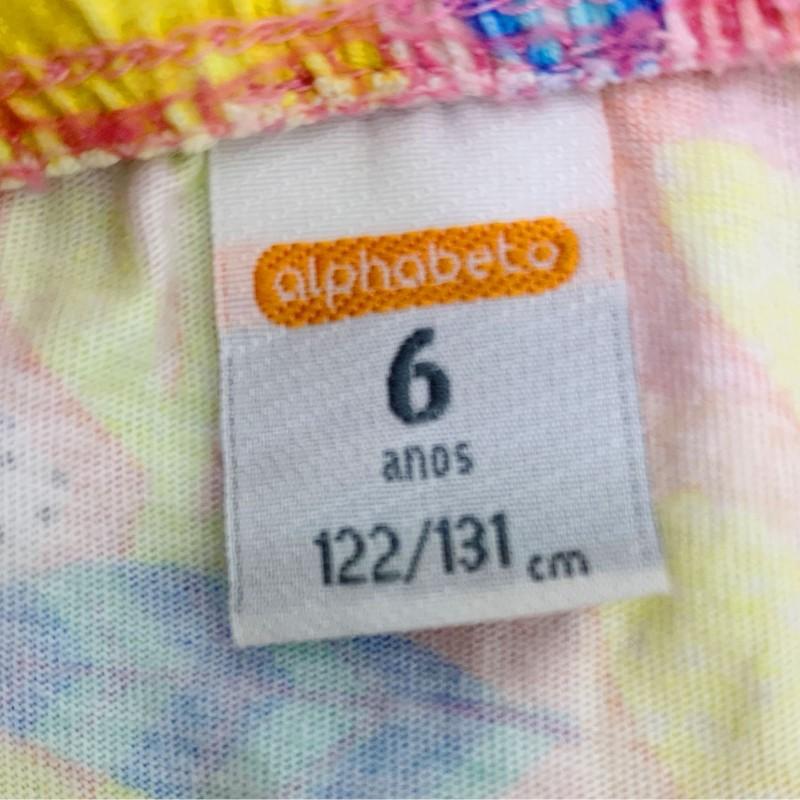 alphabeto
6
anos
122/131 cm